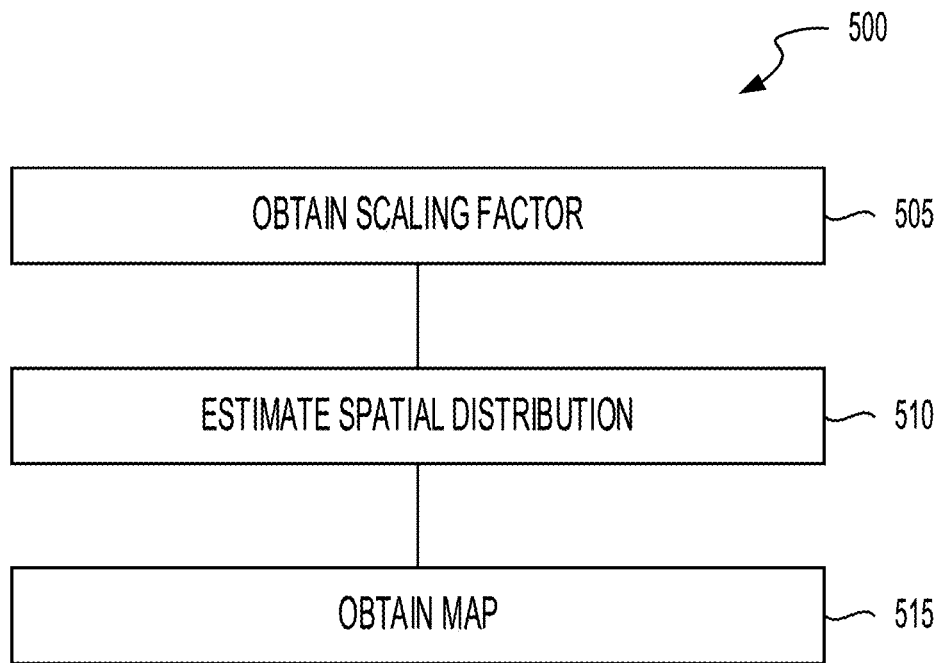 500
OBTAIN SCALING FACTOR
505
ESTIMATE SPATIAL DISTRIBUTION
510
OBTAIN MAP
515